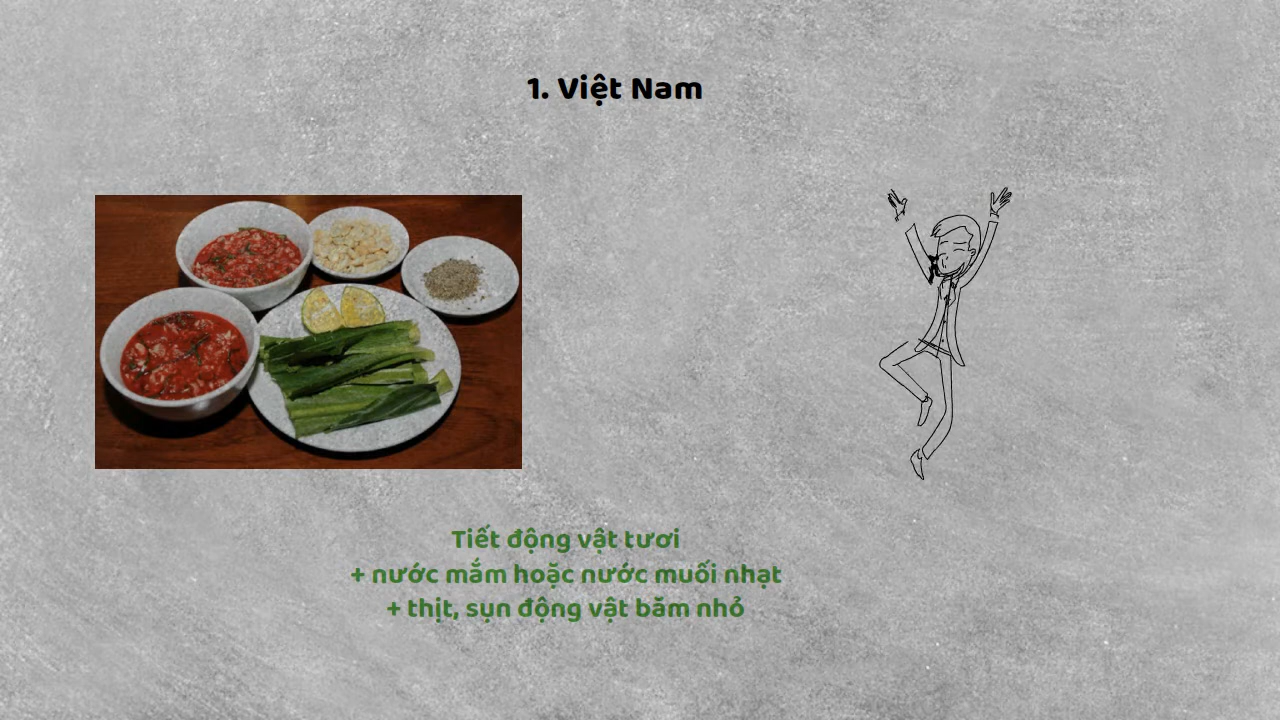 1. Việt Nam
Tiết động vật tươi
+ nước mắm hoặc nước muối nhạt
+ thịt, sụn động vật băm nhỏ